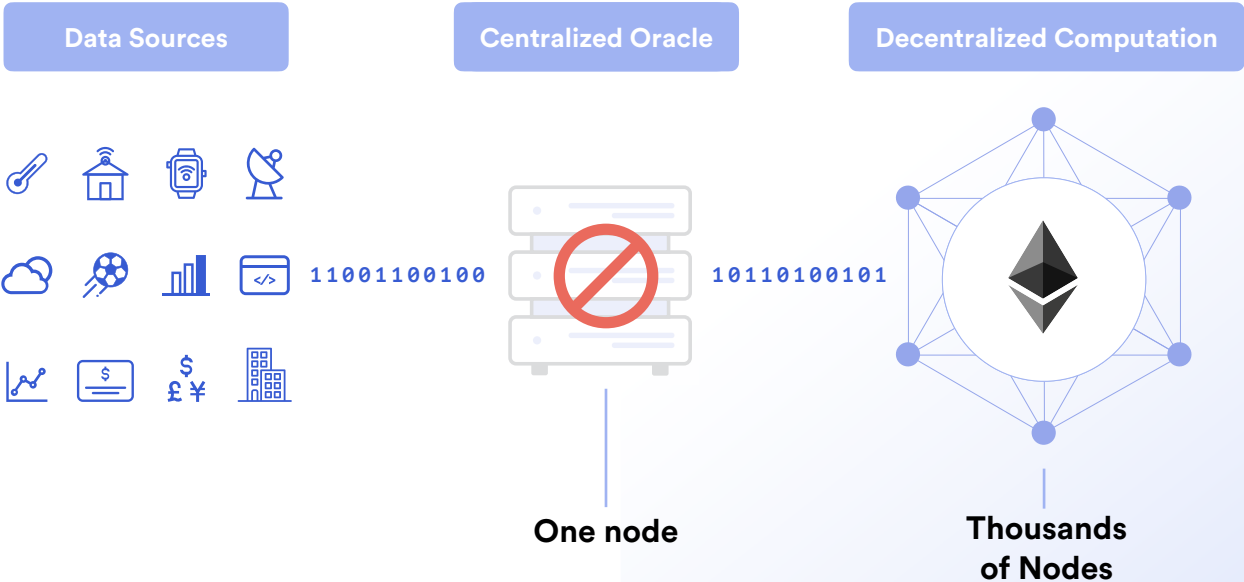 Data Sources
Centralized Oracle
Decentralized Computation
</>
11001100100
10110100101
$
$
£ ¥
One node
Thousands
of Nodes